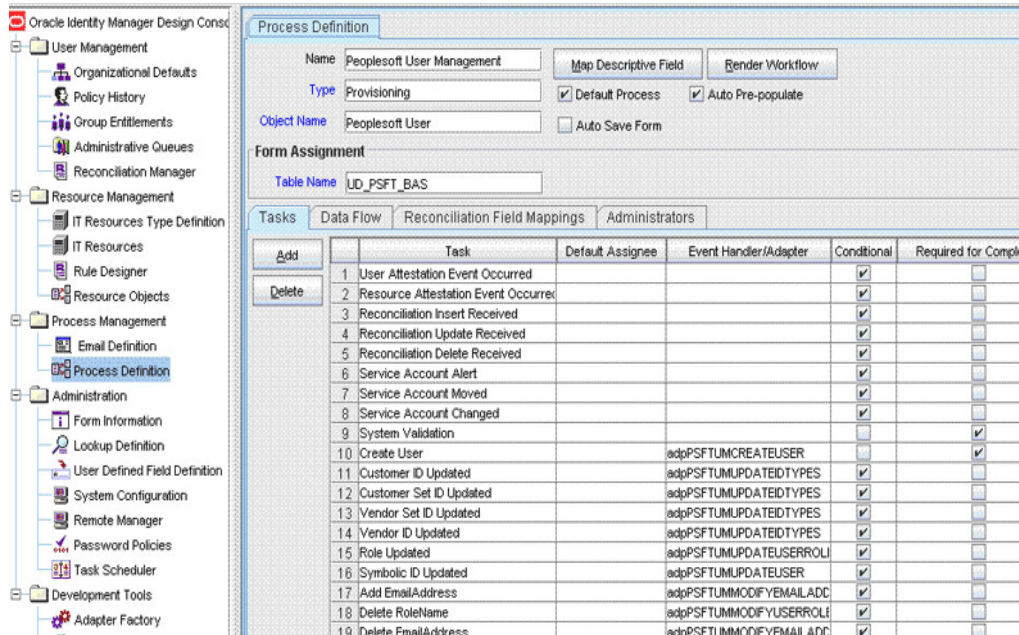 Oracle Identity Manager Design Consc
User Management
Organizational Defaults
Policy History
Group Entitlements
Administrative Queues
Reconciliation Manager
Resource Management
IT Resources Type Definition
IT Resources
Rule Designer
Resource Objects
Process Management
Email Definition
Process Definition
Administration
Form Information
Lookup Definition
User Defined Field Definition
System Configuration
Remote Manager
Password Policies
Task Scheduler
Development Tools
Adapter Factory
Process Definition
Name Peoplesoft User Management Map Descriptive Field Render Workflow
Type Provisioning Default Process Auto Pre-populate
Object Name Peoplesoft User Auto Save Form
Form Assignment
Table Name UD_PSFT_BAS
Tasks Data Flow Reconciliation Field Mappings Administrators
Add
Delete
Task Default Assignee Event Handler/Adapter Conditional Required for Comple
1 User Attestation Event Occurred
2 Resource Attestation Event Occurred
3 Reconciliation Insert Received
4 Reconciliation Update Received
5 Reconciliation Delete Received
6 Service Account Alert
7 Service Account Moved
8 Service Account Changed
9 System Validation
10 Create User adpPSFTUMCREATEUSER
11 Customer ID Updated adpPSFTUMUPDATEIDTYPES
12 Customer Set ID Updated adpPSFTUMUPDATEIDTYPES
13 Vendor Set ID Updated adpPSFTUMUPDATEIDTYPES
14 Vendor ID Updated adpPSFTUMUPDATEIDTYPES
15 Role Updated adpPSFTUMUPDATEUSERROLI
16 Symbolic ID Updated adpPSFTUMUPDATEUSER
17 Add EmailAddress adpPSFTUMMODIFYEMAILADD
18 Delete RoleName adpPSFTUMMODIFYUSERROLE
19 Delete EmailAddress adpPSFTUMMODIFYEMAILADD